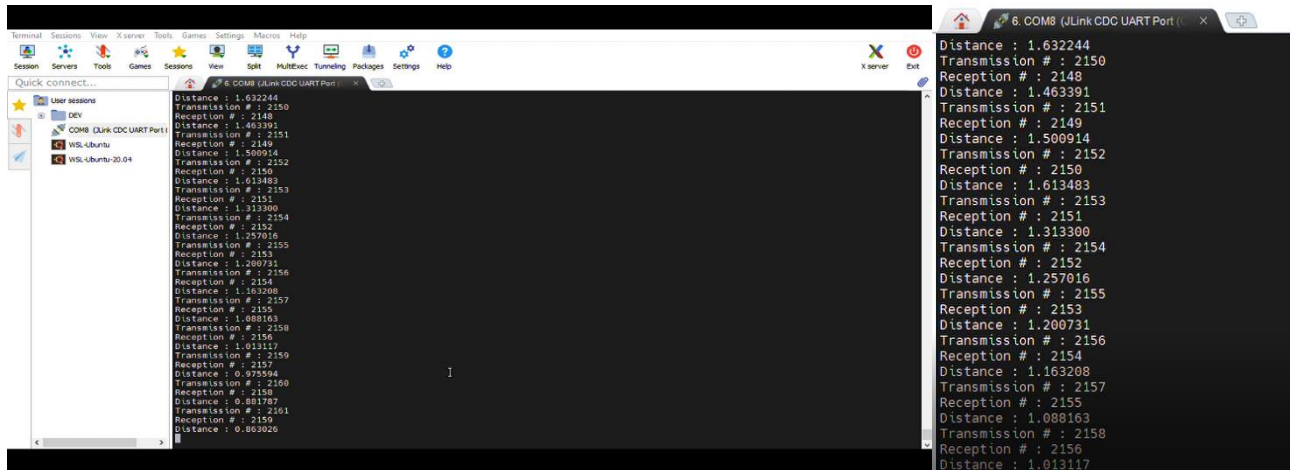 Terminal Sessions View X server Tools Games Settings Macros Help
Session Servers Tools Games Sessions View Split MultiExec Tunneling Packages Settings Help X server Exit
Quick connect...
6. COM8 (JLink CDC UART Port (
User sessions
DEV
COM8 (JLink CDC UART Port (
WSL-Ubuntu
WSL-Ubuntu-20.04
Distance : 1.632244
Transmission # : 2150
Reception # : 2148
Distance : 1.463391
Transmission # : 2151
Reception # : 2149
Distance : 1.500914
Transmission # : 2152
Reception # : 2150
Distance : 1.613483
Transmission # : 2153
Reception # : 2151
Distance : 1.313300
Transmission # : 2154
Reception # : 2152
Distance : 1.257016
Transmission # : 2155
Reception # : 2153
Distance : 1.200731
Transmission # : 2156
Reception # : 2154
Distance : 1.163208
Transmission # : 2157
Reception # : 2155
Distance : 1.088163
Transmission # : 2158
Reception # : 2156
Distance : 1.013117
Transmission # : 2159
Reception # : 2157
Distance : 0.975594
Transmission # : 2160
Reception # : 2158
Distance : 0.881787
Transmission # : 2161
Reception # : 2159
Distance : 0.863026
6. COM8 (JLink CDC UART Port (C
Distance : 1.632244
Transmission # : 2150
Reception # : 2148
Distance : 1.463391
Transmission # : 2151
Reception # : 2149
Distance : 1.500914
Transmission # : 2152
Reception # : 2150
Distance : 1.613483
Transmission # : 2153
Reception # : 2151
Distance : 1.313300
Transmission # : 2154
Reception # : 2152
Distance : 1.257016
Transmission # : 2155
Reception # : 2153
Distance : 1.200731
Transmission # : 2156
Reception # : 2154
Distance : 1.163208
Transmission # : 2157
Reception # : 2155
Distance : 1.088163
Transmission # : 2158
Reception # : 2156
Distance : 1.013117